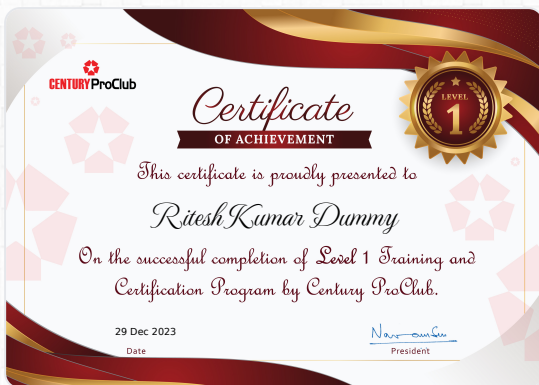 CENTURY ProClub
Certificate
OF ACHIEVEMENT
LEVEL
1
This certificate is proudly presented to
Ritesh Kumar Dummy
On the successful completion of Level 1 Training and
Certification Program by Century ProClub.
29 Dec 2023
Date
President